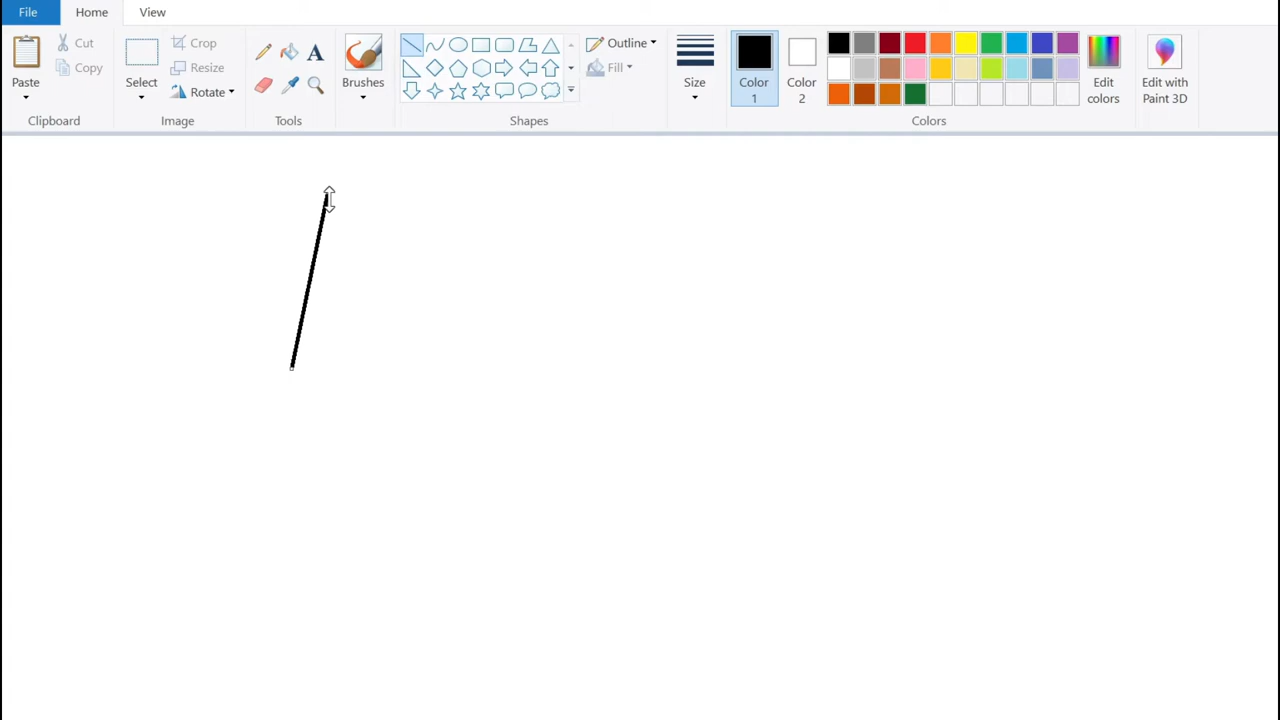 File Home View
Paste
Cut
Copy
Clipboard
Select
Crop
Resize
Rotate
Image
A
Tools
Brushes
Shapes
Outline
Fill
Size
Color
1
Color
2
Edit
colors
Colors
Edit with
Paint 3D